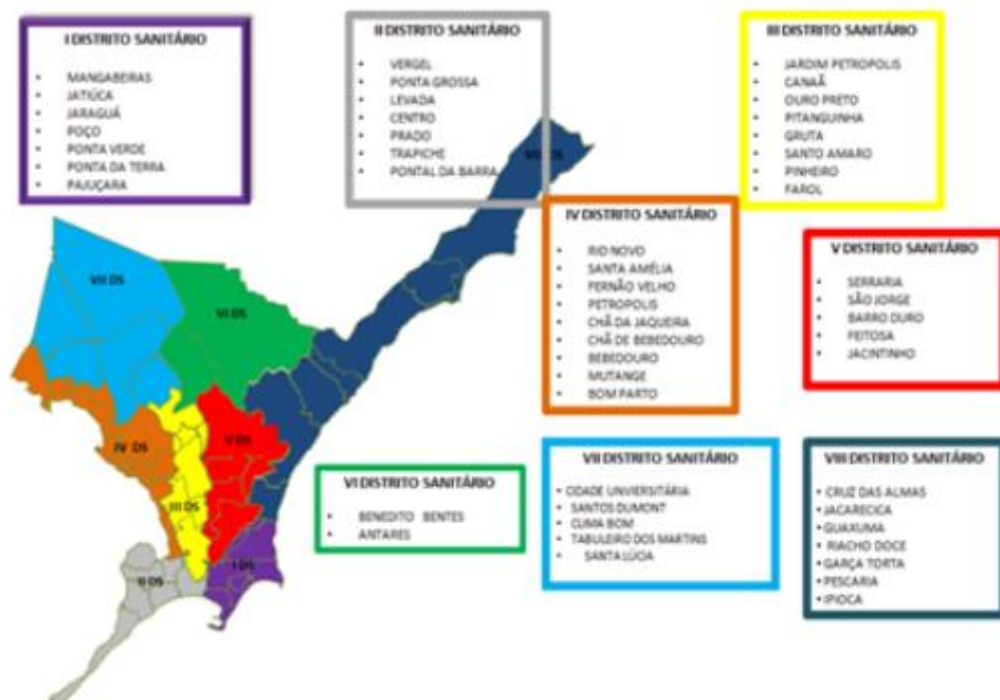 I DISTRITO SANITÁRIO
• MANGABEIRAS
• JATIÚCA
• JARAGUÁ
• POÇO
• PONTA VERDE
• PONTA DA TERRA
• PAJUÇARA
II DISTRITO SANITÁRIO
• VERGEL
• PONTA GROSSA
• LEVADA
• CENTRO
• PRADO
• TRAPICHE
• PONTAL DA BARRA
III DISTRITO SANITÁRIO
• JARDIM PETROPOLIS
• CANAÃ
• OURO PRETO
• PITANGUINHA
• GRUTA
• SANTO AMARO
• PINHEIRO
• FAROL
IV DISTRITO SANITÁRIO
• RIO NOVO
• SANTA AMÉLIA
• FERNÃO VELHO
• PETROPOLIS
• CHÃ DA JAQUEIRA
• CHÃ DE BEBEDOURO
• BEBEDOURO
• MUTANGE
• BOM PARTO
V DISTRITO SANITÁRIO
• SERRARIA
• SÃO JORGE
• BARRO DURO
• FEITOSA
• JACINTINHO
VI DISTRITO SANITÁRIO
• BENEDITO BENTES
• ANTARES
VII DISTRITO SANITÁRIO
• CIDADE UNVIERSITÁRIA
• SANTOS DUMONT
• CLIMA BOM
• TABULEIRO DOS MARTINS
• SANTA LÚCIA
VIII DISTRITO SANITÁRIO
• CRUZ DAS ALMAS
• JACARECICA
• GUAXUMA
• RIACHO DOCE
• GARÇA TORTA
• PESCARIA
• IPIOCA
VIII DS
VII DS
VI DS
V DS
IV DS
III DS
I DS
II DS